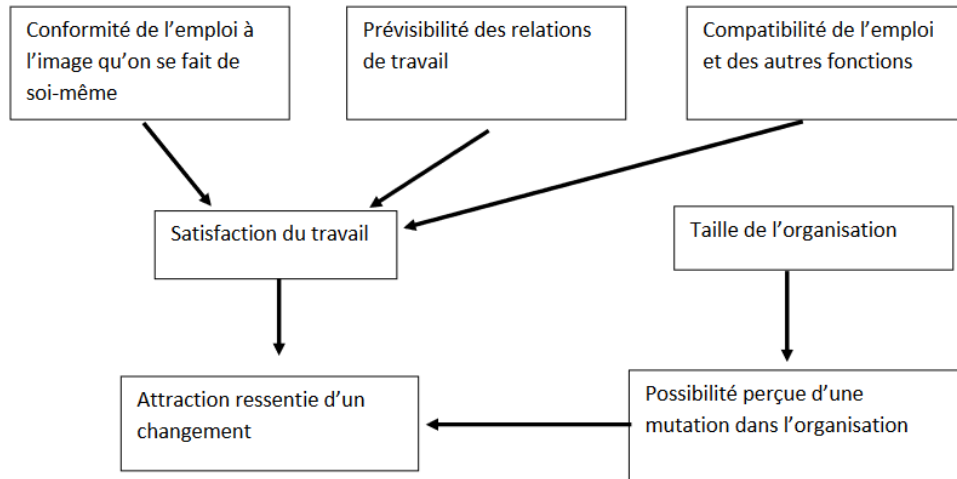 Conformité de l'emploi à
l'image qu'on se fait de
soi-même
Prévisibilité des relations
de travail
Compatibilité de l'emploi
et des autres fonctions
Satisfaction du travail
Taille de l'organisation
Attraction ressentie d'un
changement
Possibilité perçue d'une
mutation dans l'organisation